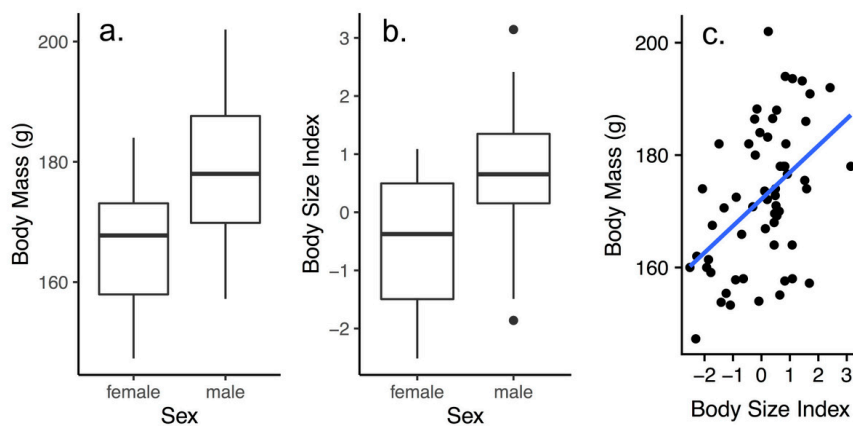 a.
Body Mass (g)
200
180
160
female male
Sex
b.
Body Size Index
3
2
1
0
−1
−2
female male
Sex
c.
Body Mass (g)
200
180
160
−2 −1 0 1 2 3
Body Size Index